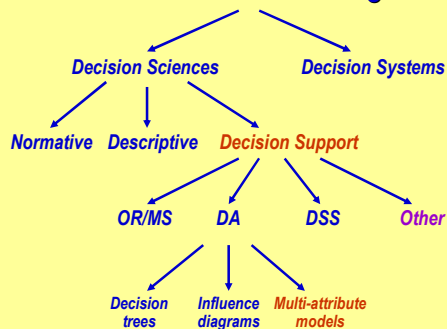 Decision Sciences Decision Systems
Normative Descriptive Decision Support
OR/MS DA DSS Other
Decision Influence Multi-attribute
trees diagrams models